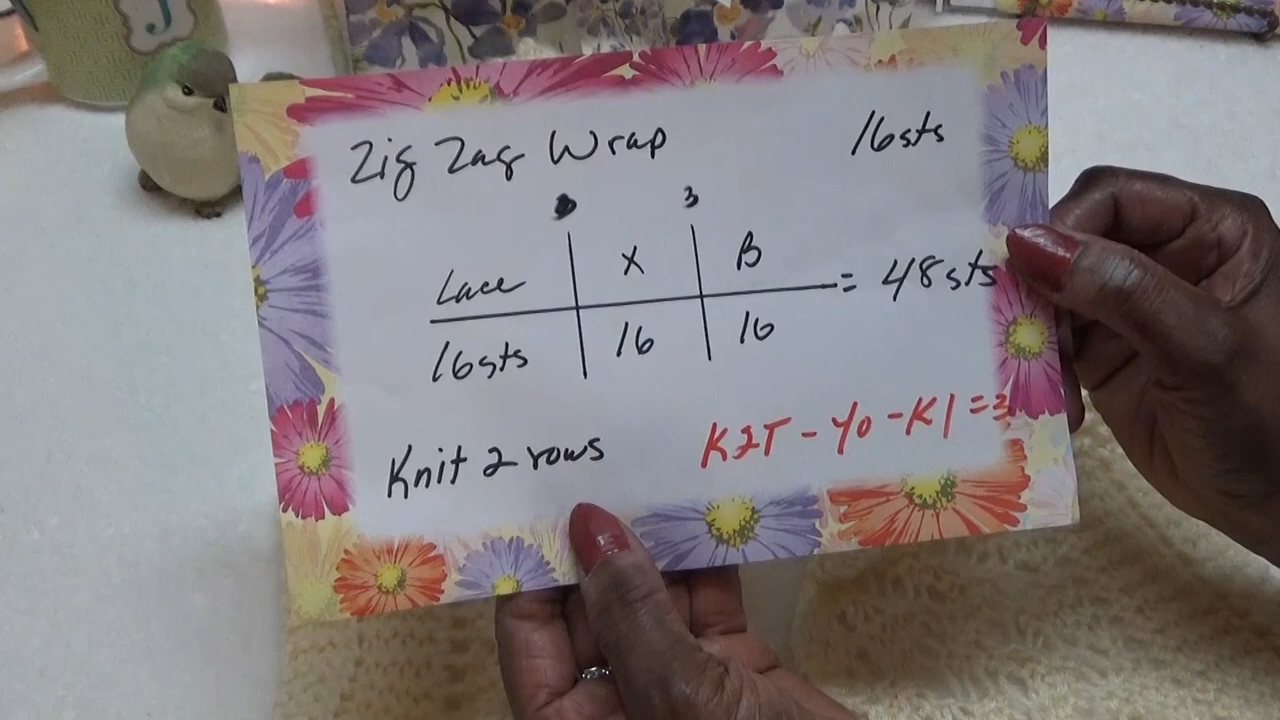 Zig Zag Wrap 16sts
3
Lace X B = 48sts
16sts 16 16
Knit 2 rows K2T - YO - K1 = 3
J